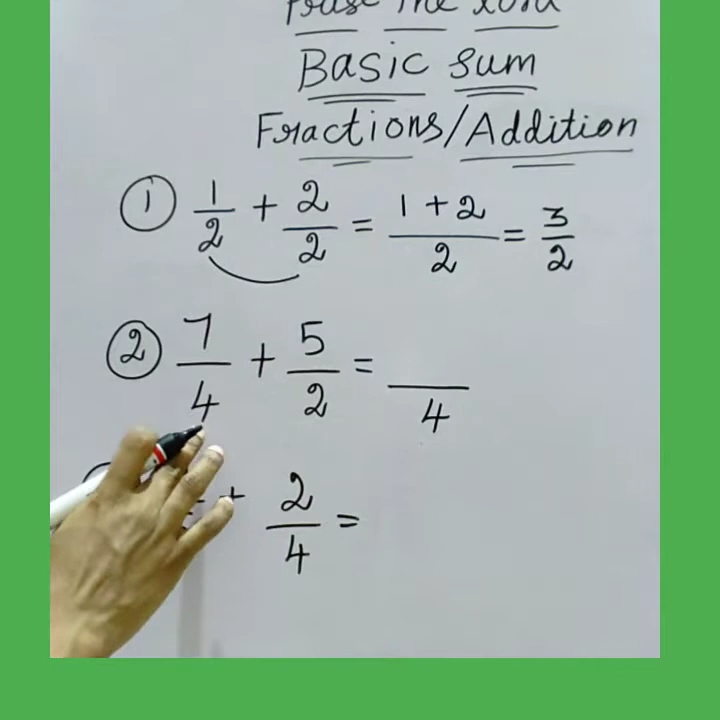 Basic Sum
Fractions/Addition
1 1/2 + 2/2 = 1+2/2 = 3/2
2 7/4 + 5/2 = /4
+ 2/4 =